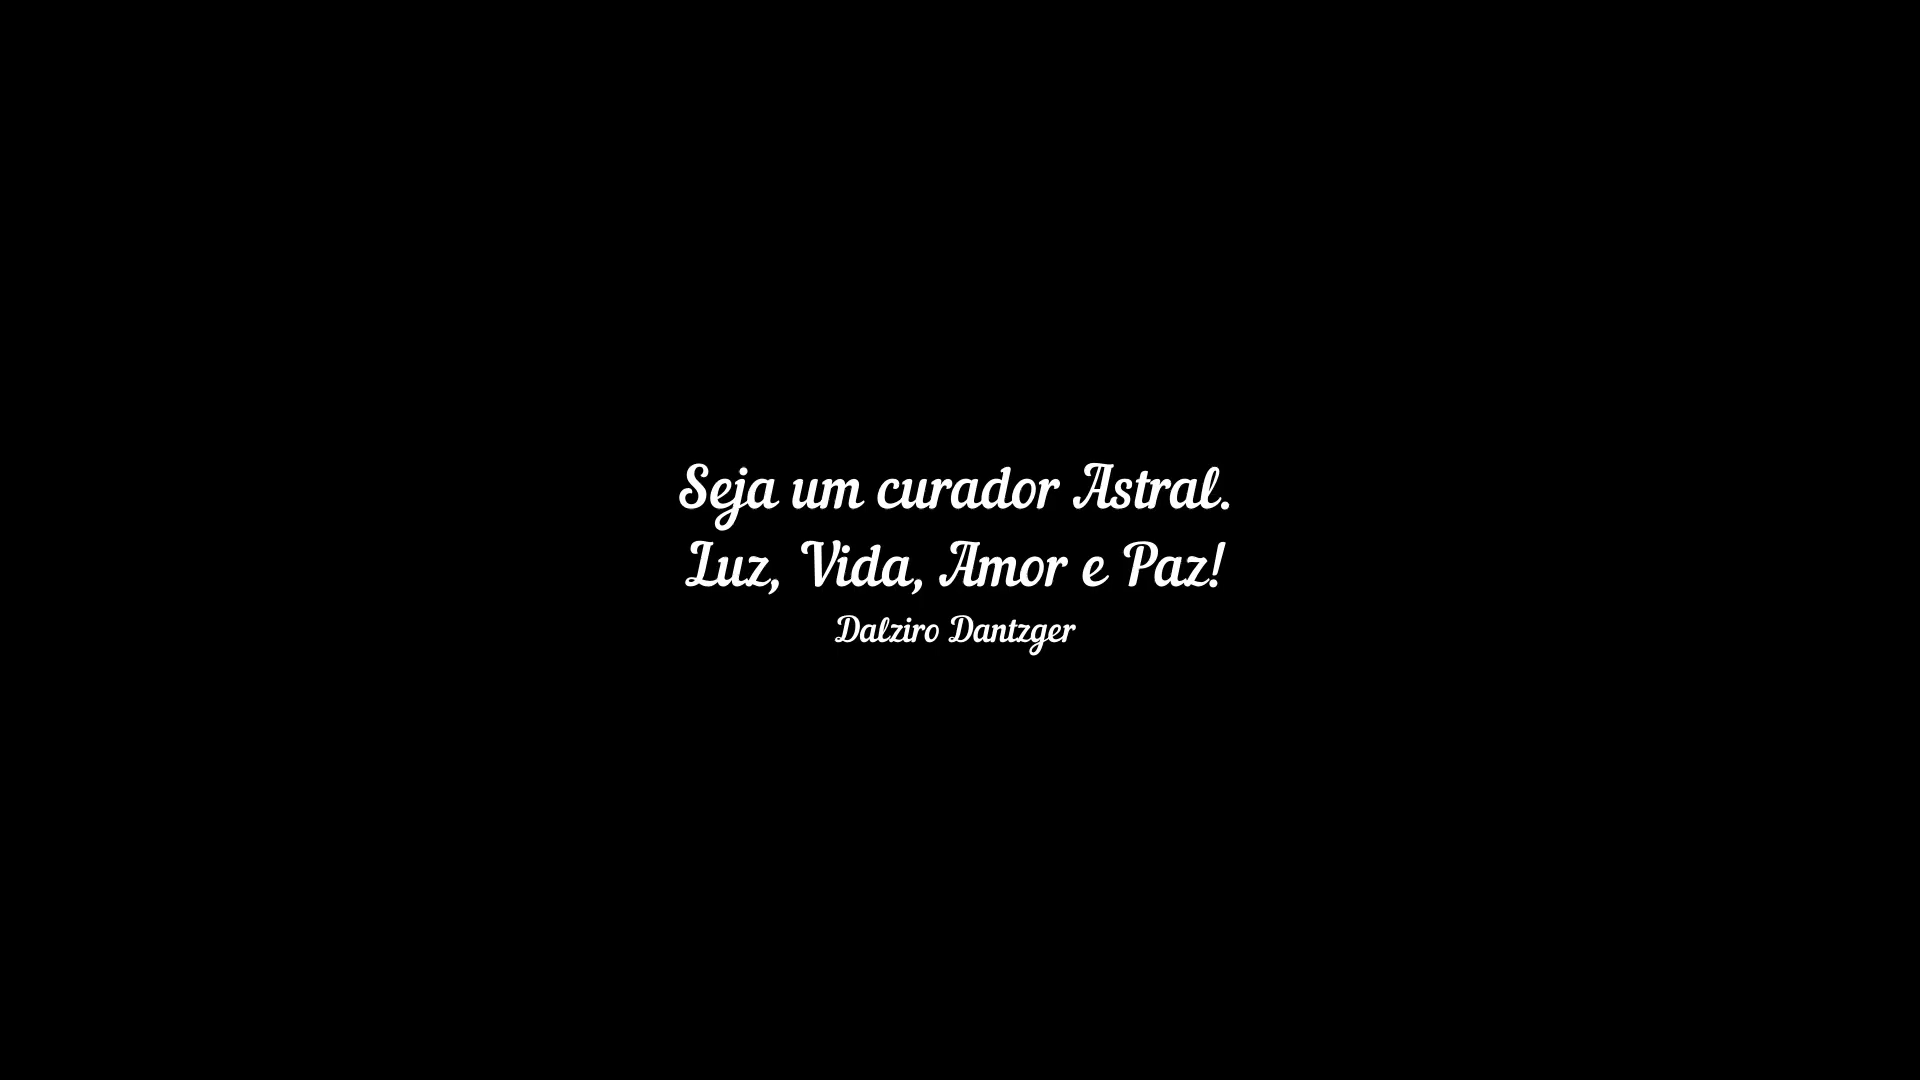 Seja um curador Astral.
Luz, Vida, Amor e Paz!
Dalziro Dantzger